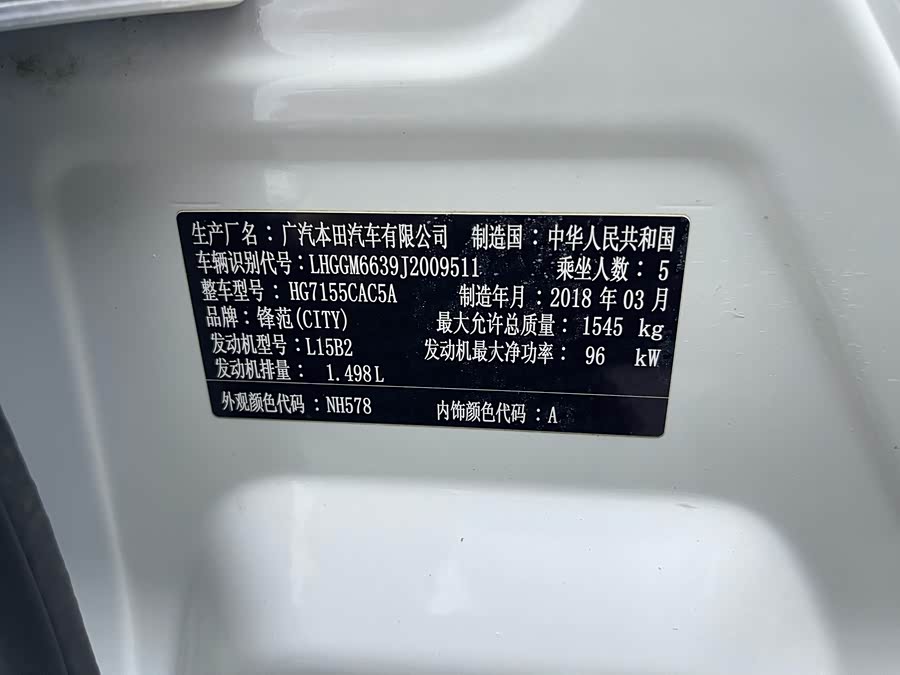 生产厂名：广汽本田汽车有限公司 制造国：中华人民共和国
车辆识别代号：LHGGM6639J2009511 乘坐人数：5
整车型号：HG7155CAC5A 制造年月：2018 年 03 月
品牌：锋范(CITY) 最大允许总质量：1545 kg
发动机型号：L15B2 发动机最大净功率：96 kW
发动机排量：1.498L
外观颜色代码：NH578 内饰颜色代码：A